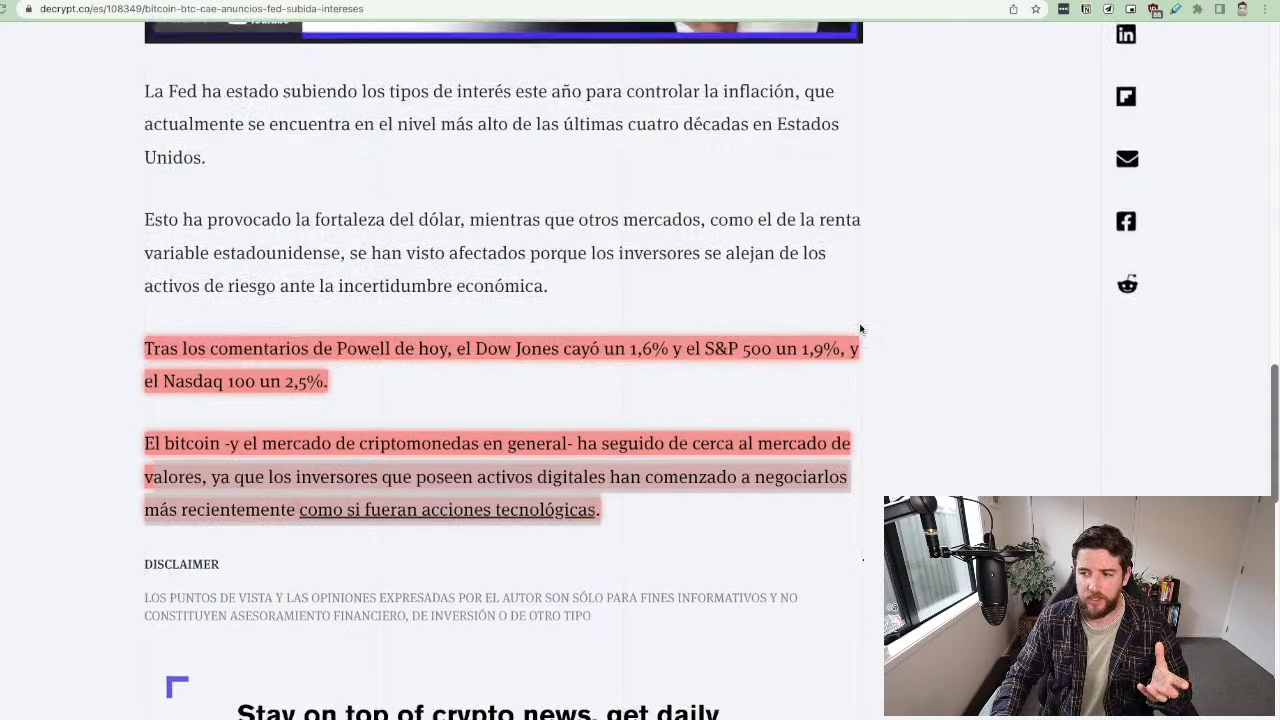 decrypt.co/es/108349/bitcoin-btc-cae-anuncios-fed-subida-intereses
La Fed ha estado subiendo los tipos de interés este año para controlar la inflación, que
actualmente se encuentra en el nivel más alto de las últimas cuatro décadas en Estados
Unidos.
Esto ha provocado la fortaleza del dólar, mientras que otros mercados, como el de la renta
variable estadounidense, se han visto afectados porque los inversores se alejan de los
activos de riesgo ante la incertidumbre económica.
Tras los comentarios de Powell de hoy, el Dow Jones cayó un 1,6% y el S&P 500 un 1,9%, y
el Nasdaq 100 un 2,5%.
El bitcoin -y el mercado de criptomonedas en general- ha seguido de cerca al mercado de
valores, ya que los inversores que poseen activos digitales han comenzado a negociarlos
más recientemente como si fueran acciones tecnológicas.
DISCLAIMER
LOS PUNTOS DE VISTA Y LAS OPINIONES EXPRESADAS POR EL AUTOR SON SÓLO PARA FINES INFORMATIVOS Y NO
CONSTITUYEN ASESORAMIENTO FINANCIERO, DE INVERSIÓN O DE OTRO TIPO
Stay on top of crypto news, get daily